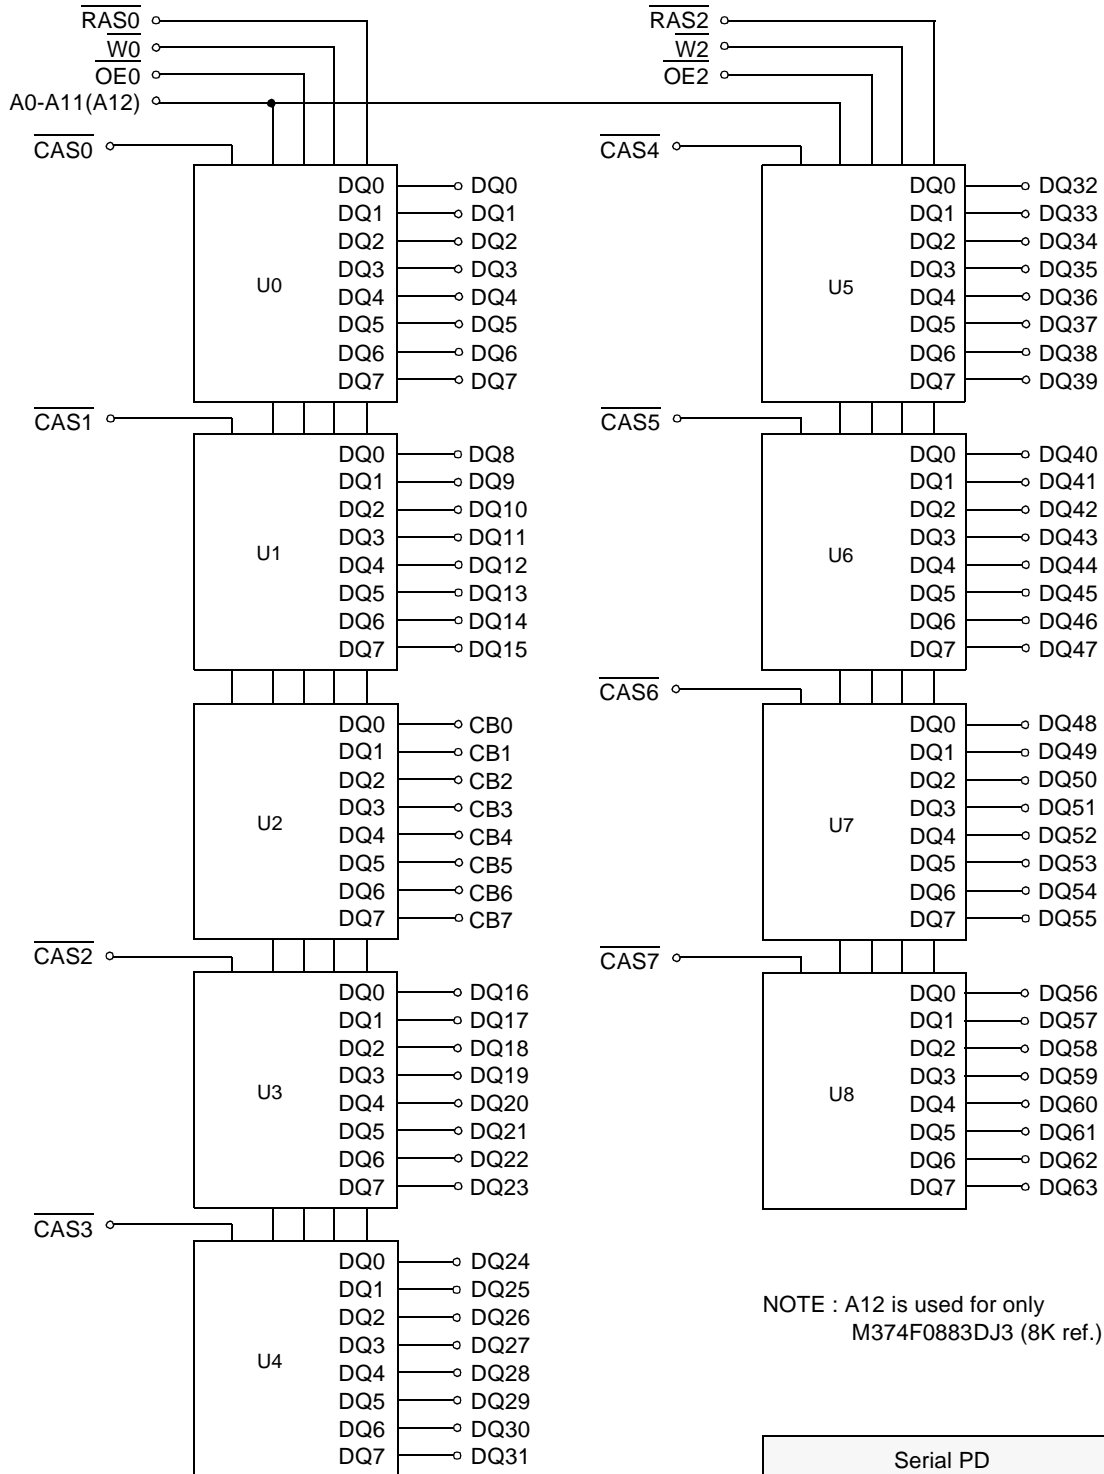 RAS0
W0
OE0
A0-A11(A12)
CAS0
U0
DQ0 DQ0
DQ1 DQ1
DQ2 DQ2
DQ3 DQ3
DQ4 DQ4
DQ5 DQ5
DQ6 DQ6
DQ7 DQ7
CAS1
U1
DQ0 DQ8
DQ1 DQ9
DQ2 DQ10
DQ3 DQ11
DQ4 DQ12
DQ5 DQ13
DQ6 DQ14
DQ7 DQ15
U2
DQ0 CB0
DQ1 CB1
DQ2 CB2
DQ3 CB3
DQ4 CB4
DQ5 CB5
DQ6 CB6
DQ7 CB7
CAS2
U3
DQ0 DQ16
DQ1 DQ17
DQ2 DQ18
DQ3 DQ19
DQ4 DQ20
DQ5 DQ21
DQ6 DQ22
DQ7 DQ23
CAS3
U4
DQ0 DQ24
DQ1 DQ25
DQ2 DQ26
DQ3 DQ27
DQ4 DQ28
DQ5 DQ29
DQ6 DQ30
DQ7 DQ31
RAS2
W2
OE2
CAS4
U5
DQ0 DQ32
DQ1 DQ33
DQ2 DQ34
DQ3 DQ35
DQ4 DQ36
DQ5 DQ37
DQ6 DQ38
DQ7 DQ39
CAS5
U6
DQ0 DQ40
DQ1 DQ41
DQ2 DQ42
DQ3 DQ43
DQ4 DQ44
DQ5 DQ45
DQ6 DQ46
DQ7 DQ47
CAS6
U7
DQ0 DQ48
DQ1 DQ49
DQ2 DQ50
DQ3 DQ51
DQ4 DQ52
DQ5 DQ53
DQ6 DQ54
DQ7 DQ55
CAS7
U8
DQ0 DQ56
DQ1 DQ57
DQ2 DQ58
DQ3 DQ59
DQ4 DQ60
DQ5 DQ61
DQ6 DQ62
DQ7 DQ63
NOTE : A12 is used for only
M374F0883DJ3 (8K ref.)
Serial PD